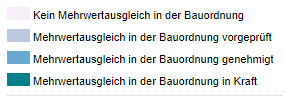 Kein Mehrwertausgleich in der Bauordnung
Mehrwertausgleich in der Bauordnung vorgeprüft
Mehrwertausgleich in der Bauordnung genehmigt
Mehrwertausgleich in der Bauordnung in Kraft